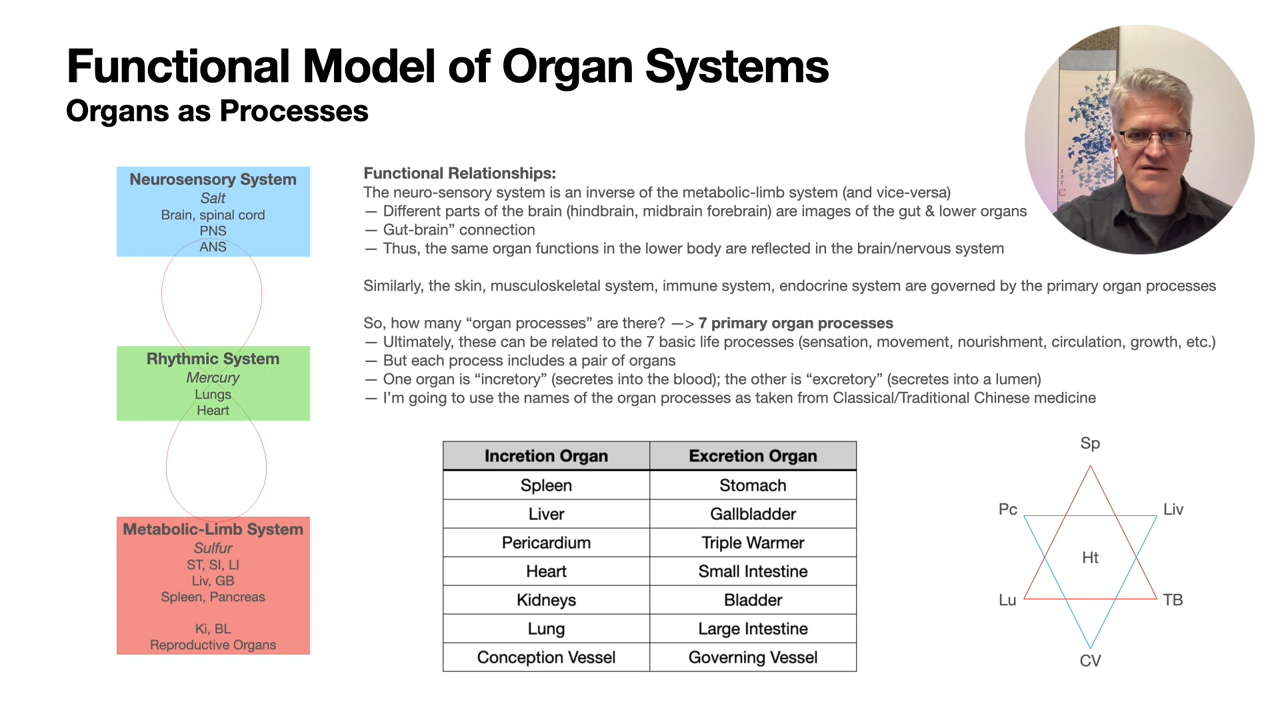 Functional Model of Organ Systems
Organs as Processes
Neurosensory System
Salt
Brain, spinal cord
PNS
ANS
Rhythmic System
Mercury
Lungs
Heart
Metabolic-Limb System
Sulfur
ST, SI, LI
Liv, GB
Spleen, Pancreas
Ki, BL
Reproductive Organs
Functional Relationships:
The neuro-sensory system is an inverse of the metabolic-limb system (and vice-versa)
— Different parts of the brain (hindbrain, midbrain forebrain) are images of the gut & lower organs
— Gut-brain” connection
— Thus, the same organ functions in the lower body are reflected in the brain/nervous system
Similarly, the skin, musculoskeletal system, immune system, endocrine system are governed by the primary organ processes
So, how many “organ processes” are there? —> 7 primary organ processes
— Ultimately, these can be related to the 7 basic life processes (sensation, movement, nourishment, circulation, growth, etc.)
— But each process includes a pair of organs
— One organ is “incretory” (secretes into the blood); the other is “excretory” (secretes into a lumen)
— I’m going to use the names of the organ processes as taken from Classical/Traditional Chinese medicine
Incretion Organ Excretion Organ
Spleen Stomach
Liver Gallbladder
Pericardium Triple Warmer
Heart Small Intestine
Kidneys Bladder
Lung Large Intestine
Conception Vessel Governing Vessel
Sp
Pc Liv
Ht
Lu TB
CV